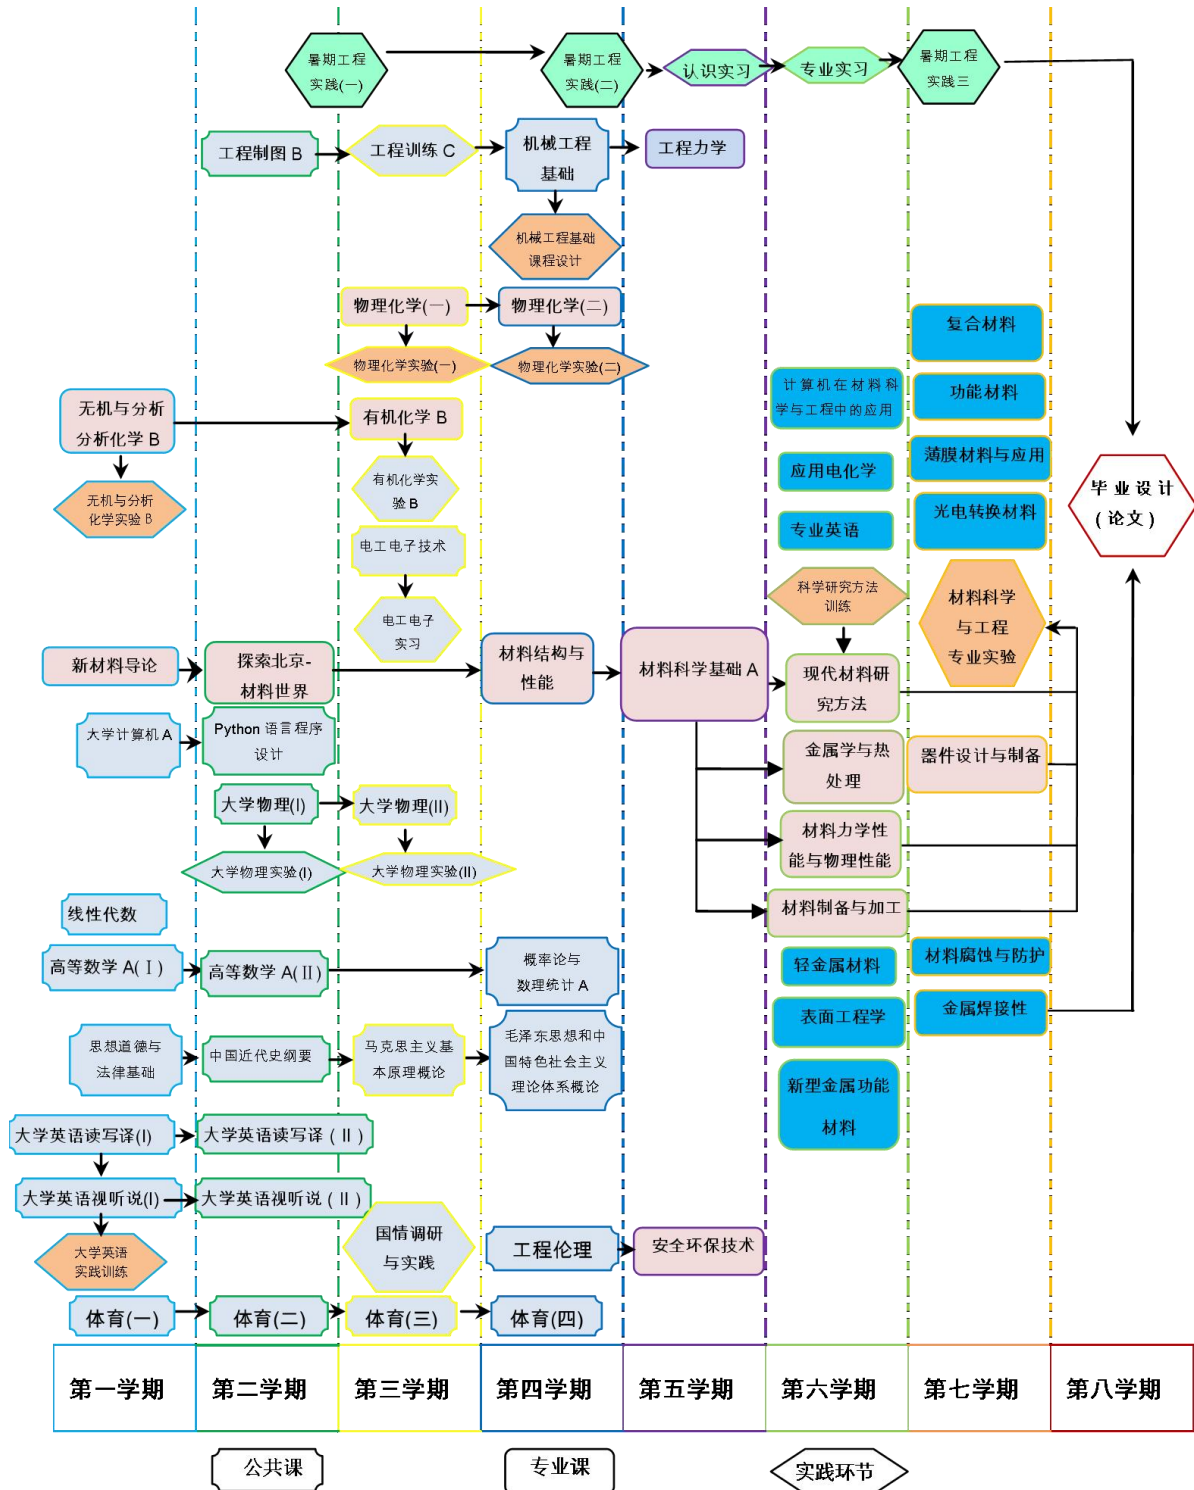 暑期工程
实践(一)
暑期工程
实践(二)
认识实习
专业实习
暑期工程
实践三
工程制图 B
工程训练 C
机械工程
基础
工程力学
机械工程基础
课程设计
物理化学(一)
物理化学(二)
物理化学实验(一)
物理化学实验(二)
复合材料
计算机在材料科
学与工程中的应用
功能材料
无机与分析
分析化学 B
有机化学 B
应用电化学
薄膜材料与应用
毕业设计
(论文)
无机与分析
化学实验 B
有机化学实
验B
专业英语
光电转换材料
电工电子技术
科学研究方法
训练
材料科学
与工程
专业实验
电工电子
实习
新材料导论
探索北京-
材料世界
材料结构与
性能
材料科学基础 A
现代材料研
究方法
大学计算机 A
Python 语言程序
设计
金属学与热
处理
器件设计与制备
大学物理(I)
大学物理(II)
材料力学性
能与物理性能
大学物理实验(I)
大学物理实验(II)
线性代数
材料制备与加工
高等数学 A(Ⅰ)
高等数学 A(Ⅱ)
概率论与
数理统计 A
轻金属材料
材料腐蚀与防护
表面工程学
金属焊接性
思想道德与
法律基础
中国近代史纲要
马克思主义基
本原理概论
毛泽东思想和中
国特色社会主义
理论体系概论
新型金属功能
材料
大学英语读写译(I)
大学英语读写译(Ⅱ)
大学英语视听说(I)
大学英语视听说(Ⅱ)
大学英语
实践训练
国情调研
与实践
工程伦理
安全环保技术
体育(一)
体育(二)
体育(三)
体育(四)
第一学期
第二学期
第三学期
第四学期
第五学期
第六学期
第七学期
第八学期
公共课
专业课
实践环节